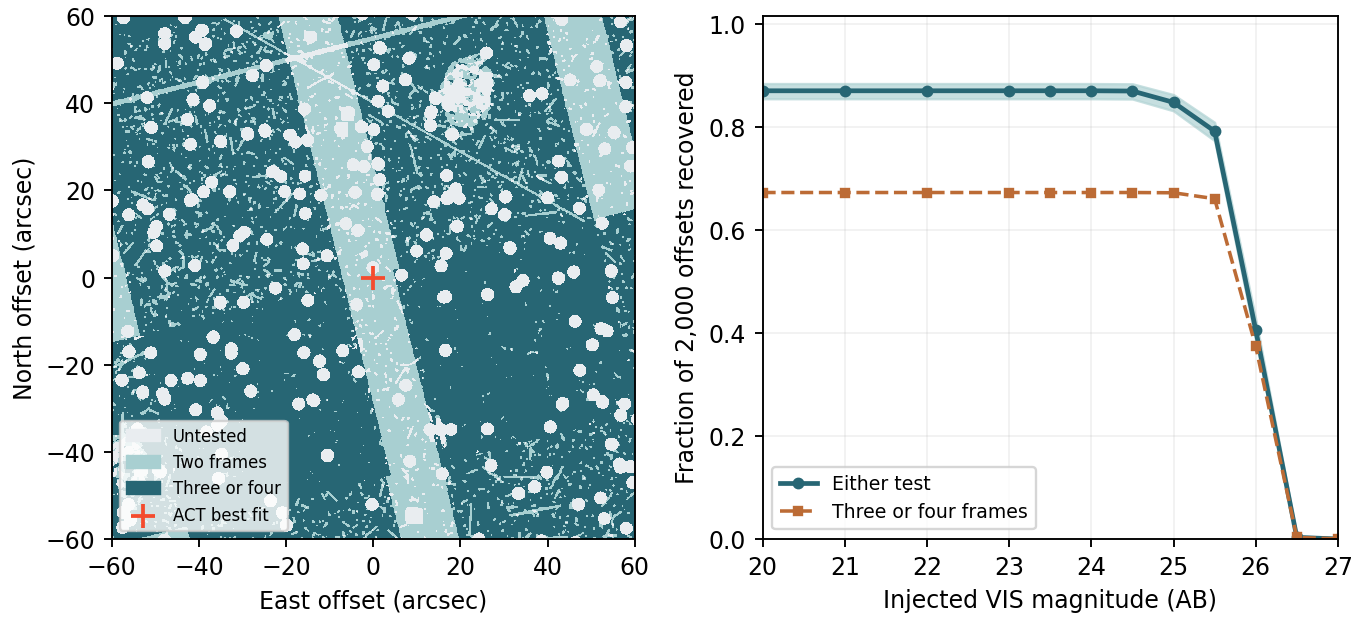 60
40
20
0
−20
−40
−60
North offset (arcsec)
Untested
Two frames
Three or four
ACT best fit
−60 −40 −20 0 20 40 60
East offset (arcsec)
1.0
0.8
0.6
0.4
0.2
0.0
Fraction of 2,000 offsets recovered
Either test
Three or four frames
20 21 22 23 24 25 26 27
Injected VIS magnitude (AB)